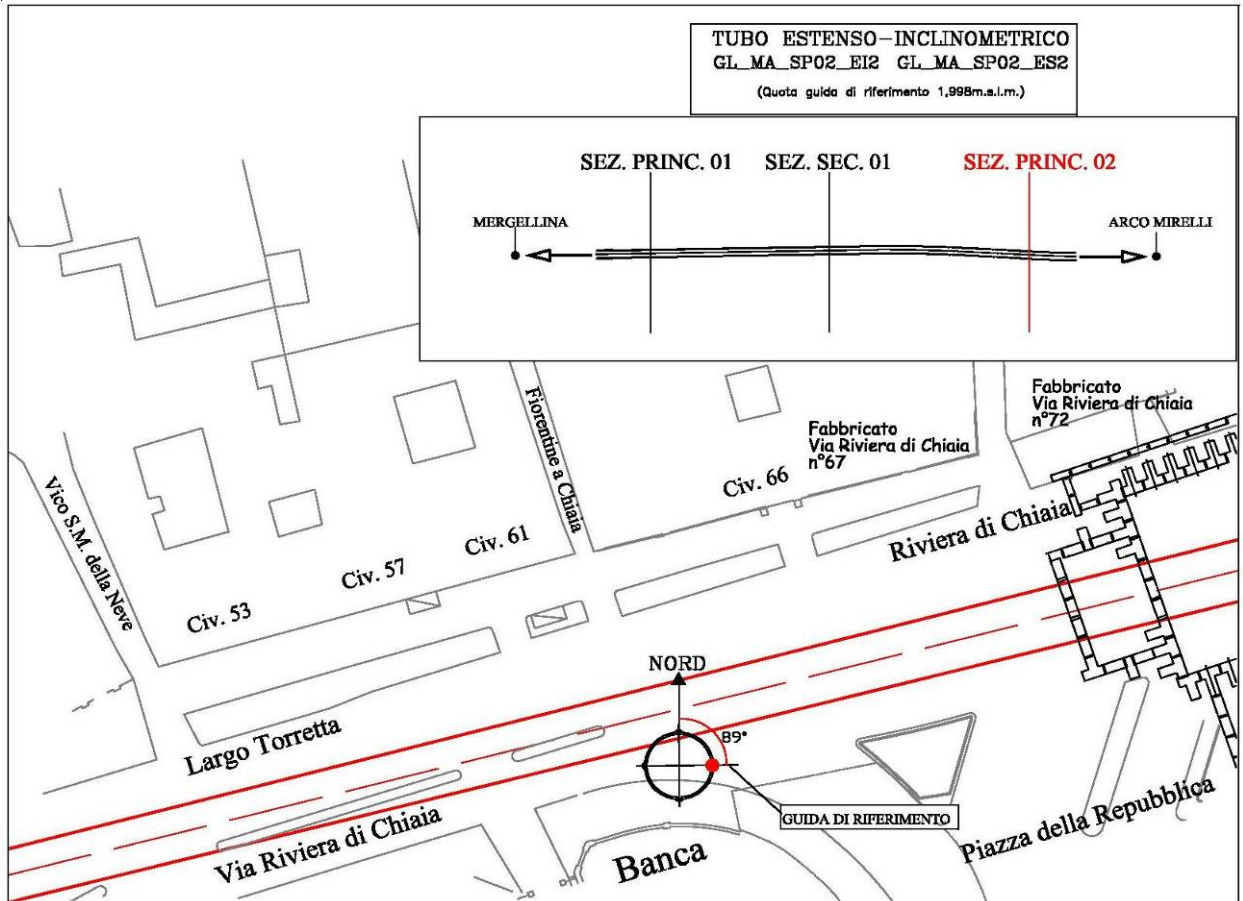 TUBO ESTENSO-INCLINOMETRICO
GL_MA_SP02_EI2 GL_MA_SP02_ES2
(Quota guida di riferimento 1,998m.s.l.m.)
SEZ. PRINC. 01
SEZ. SEC. 01
SEZ. PRINC. 02
MERGELLINA
ARCO MIRELLI
Fabbricato
Via Riviera di Chiaia
n°72
Fabbricato
Via Riviera di Chiaia
n°67
Fiorentine a Chiaia
Vico S.M. della Neve
Civ. 66
Civ. 61
Civ. 57
Civ. 53
Riviera di Chiaia
NORD
89°
Largo Torretta
GUIDA DI RIFERIMENTO
Via Riviera di Chiaia
Banca
Piazza della Repubblica